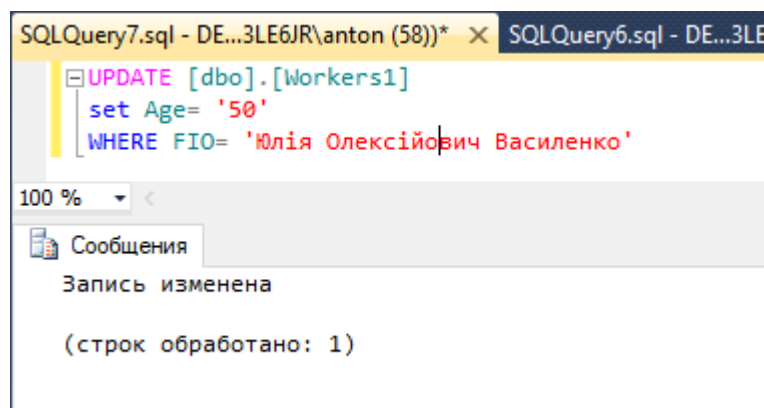 SQLQuery7.sql - DE...3LE6JR\anton (58))* × SQLQuery6.sql - DE...3LE
UPDATE [dbo].[Workers1]
set Age= '50'
WHERE FIO= 'Юлія Олексійович Василенко'
100 %
Сообщения
Запись изменена
(строк обработано: 1)